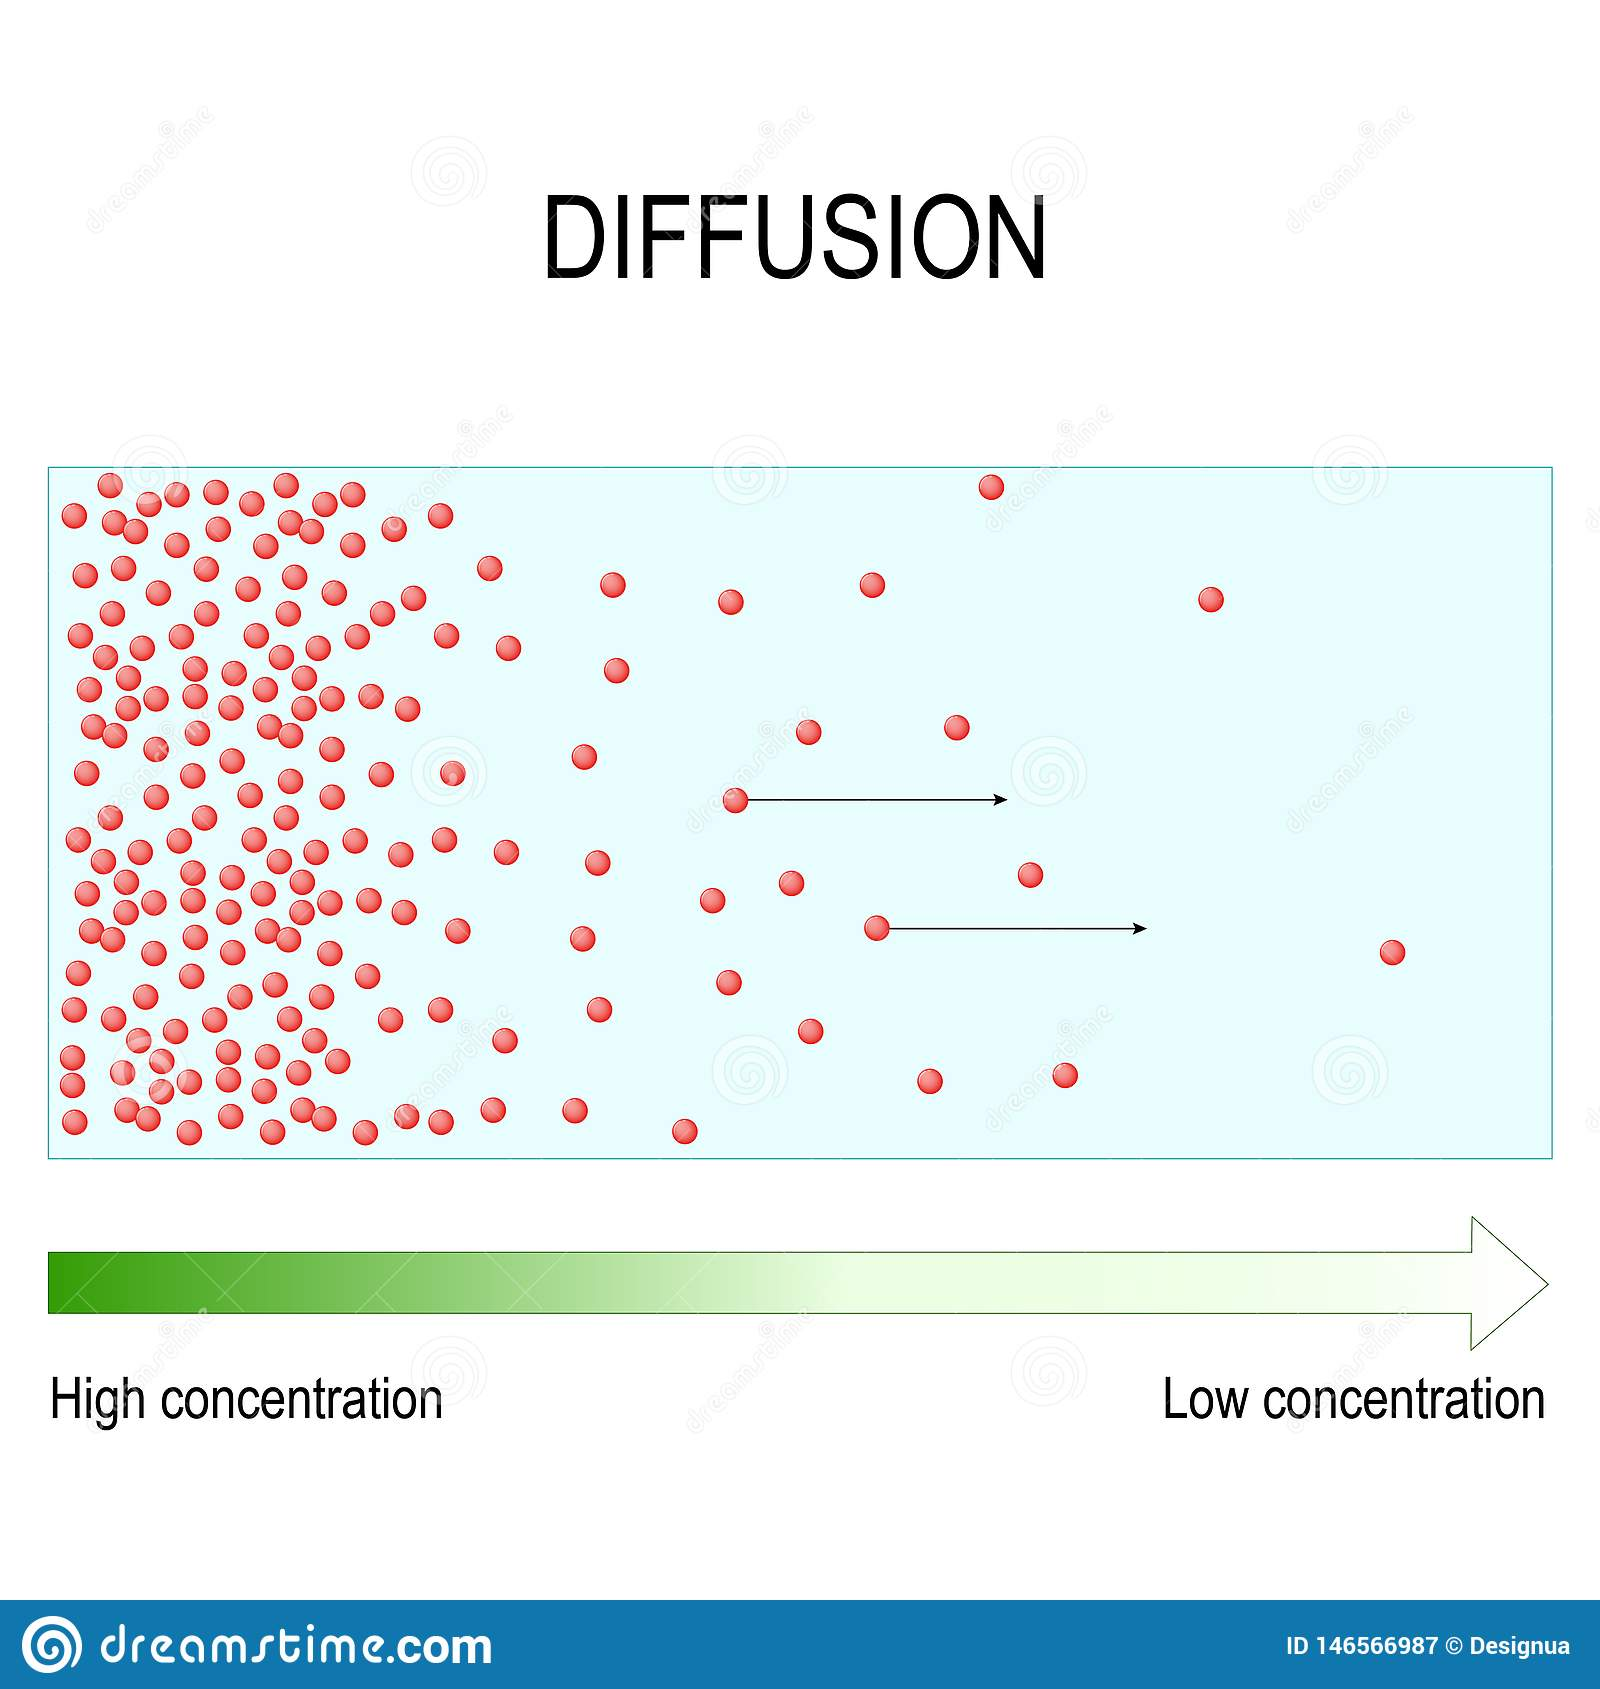 DIFFUSION
High concentration
Low concentration
dreamstime.com
ID 146566987 © Designua